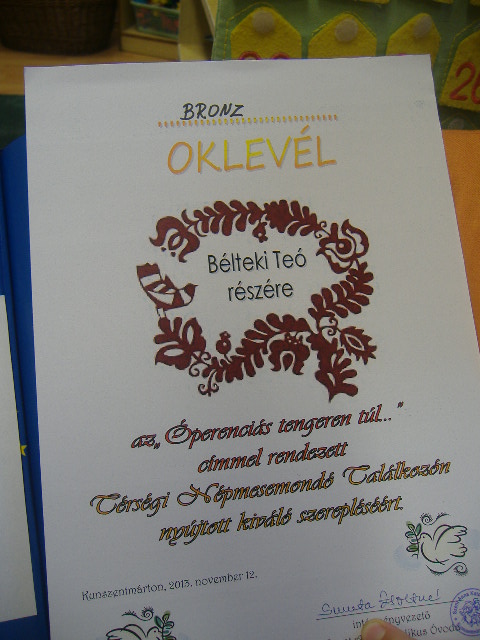 BRONZ
OKLEVÉL
Bélteki Teó
részére
az „Óperenciás tengeren túl..."
címmel rendezett
Térségi Népmesemondó Találkozón
nyújtott kiváló szereplésért.
Kunszentmárton, 2013. november 12.